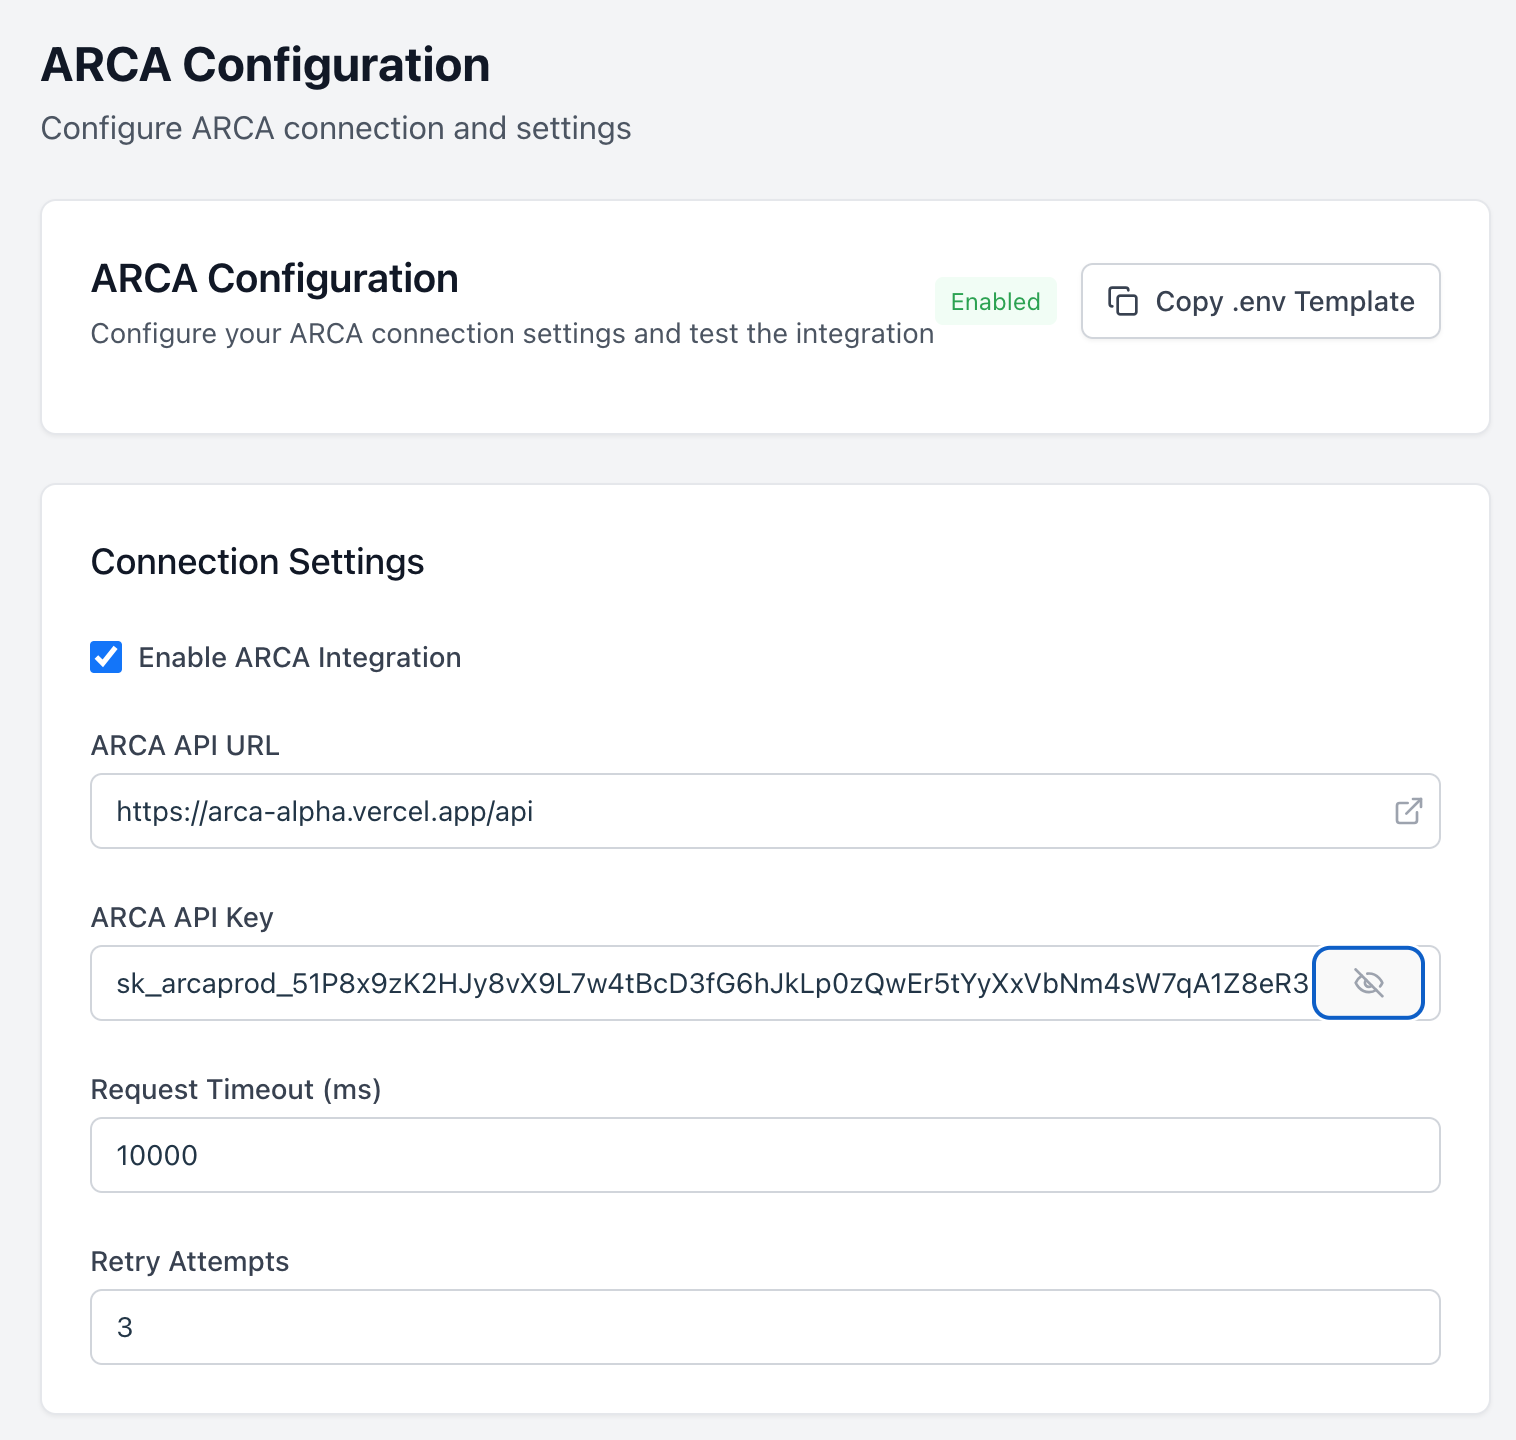 ARCA Configuration
Configure ARCA connection and settings
ARCA Configuration
Configure your ARCA connection settings and test the integration
Enabled
Copy .env Template
Connection Settings
Enable ARCA Integration
ARCA API URL
https://arca-alpha.vercel.app/api
ARCA API Key
sk_arcaprod_51P8x9zK2HJy8vX9L7w4tBcD3fG6hJkLp0zQwEr5tYyXxVbNm4sW7qA1Z8eR3
Request Timeout (ms)
10000
Retry Attempts
3